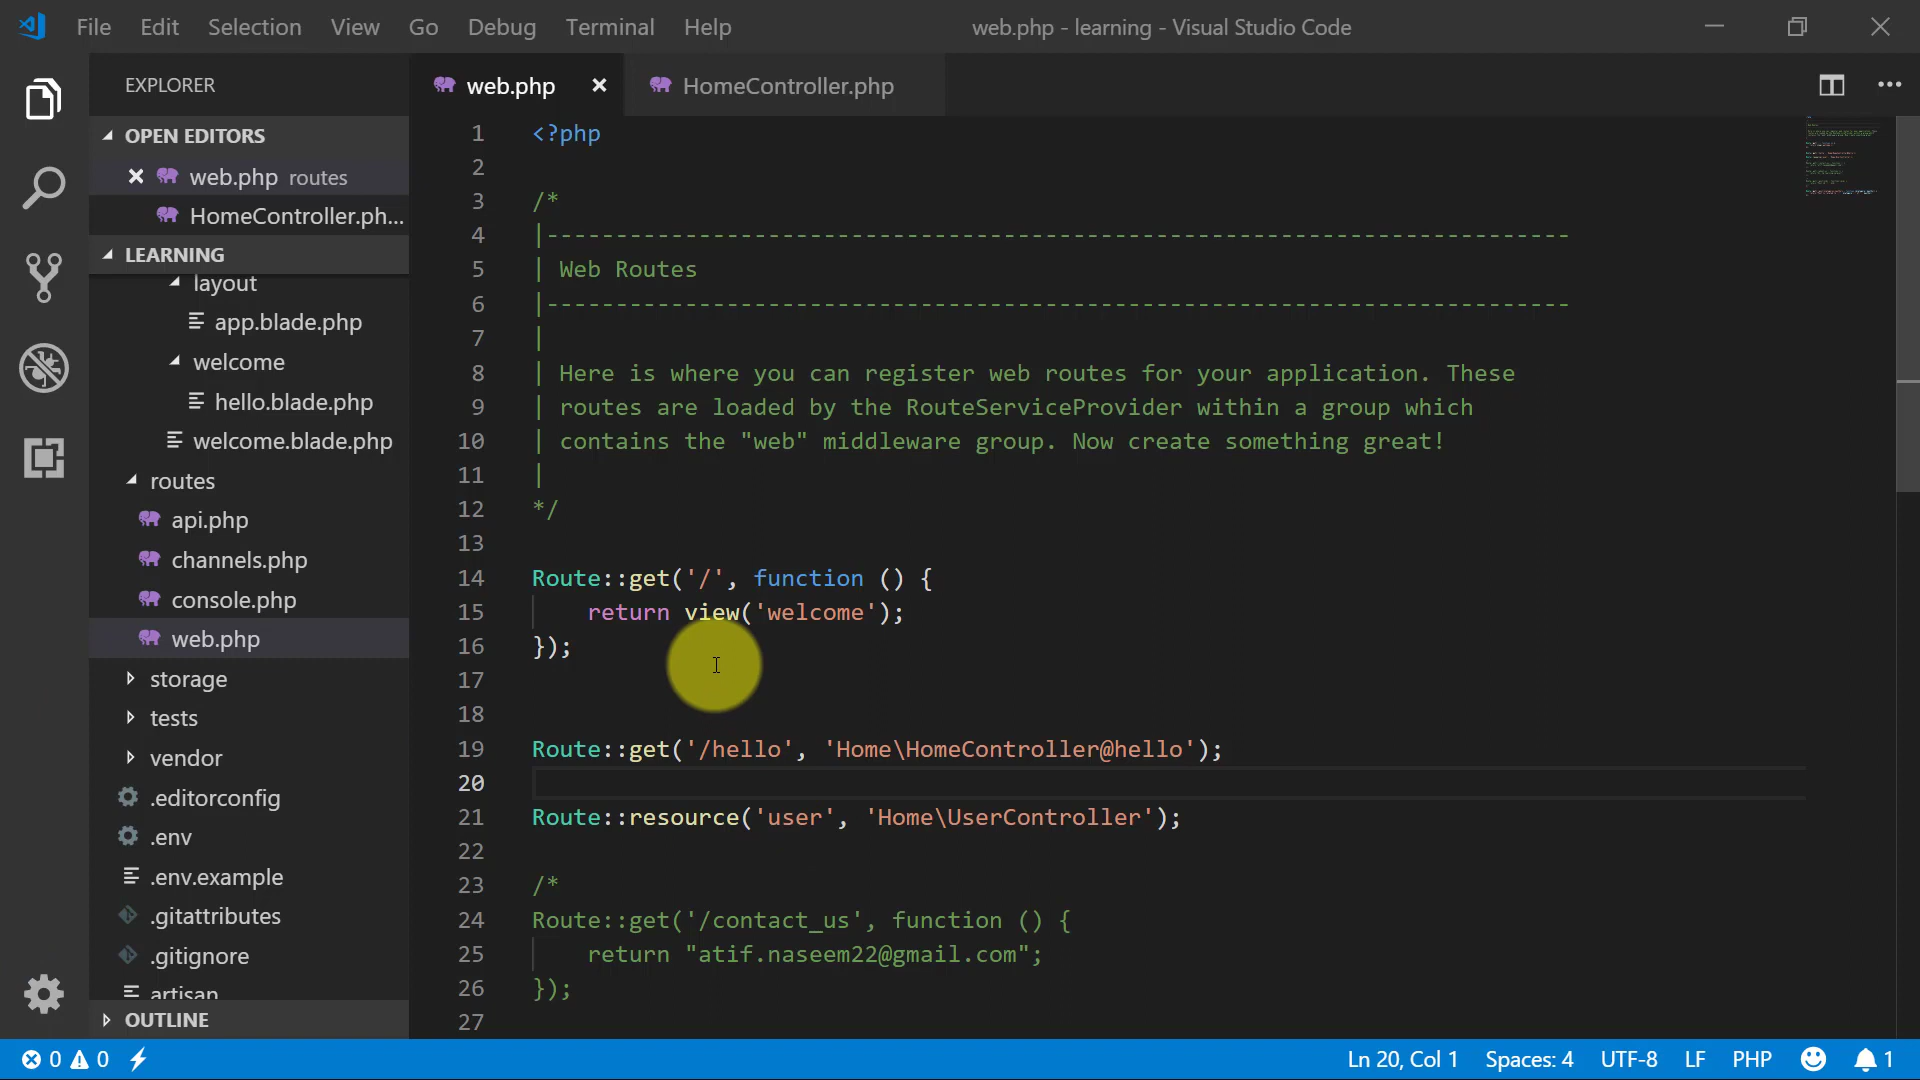 File Edit Selection View Go Debug Terminal Help web.php - learning - Visual Studio Code
EXPLORER
OPEN EDITORS
web.php routes
HomeController.ph...
LEARNING
layout
app.blade.php
welcome
hello.blade.php
welcome.blade.php
routes
api.php
channels.php
console.php
web.php
storage
tests
vendor
.editorconfig
.env
.env.example
.gitattributes
.gitignore
artisan
OUTLINE
web.php HomeController.php
1 <?php
2
3 /*
4 |--------------------------------------------------------------------------
5 | Web Routes
6 |--------------------------------------------------------------------------
7 |
8 | Here is where you can register web routes for your application. These
9 | routes are loaded by the RouteServiceProvider within a group which
10 | contains the "web" middleware group. Now create something great!
11 |
12 */
13
14 Route::get('/', function () {
15     return view('welcome');
16 });
17
18
19 Route::get('/hello', 'Home\HomeController@hello');
20
21 Route::resource('user', 'Home\UserController');
22
23 /*
24 Route::get('/contact_us', function () {
25     return "atif.naseem22@gmail.com";
26 });
27
0 0 Ln 20, Col 1 Spaces: 4 UTF-8 LF PHP 1